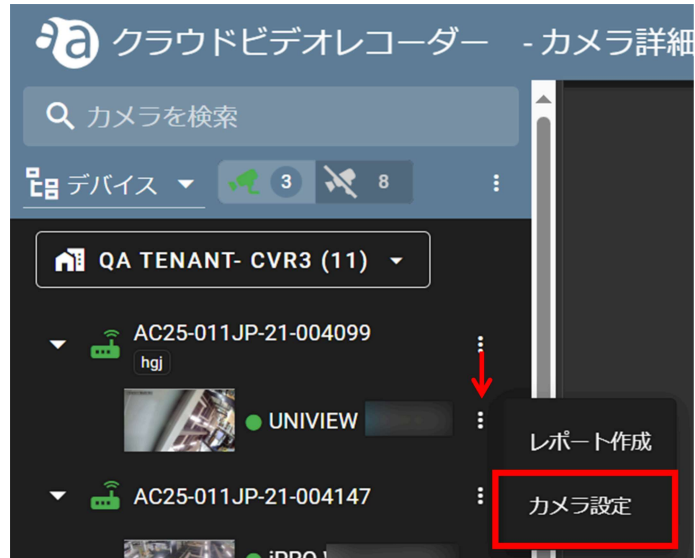 クラウドビデオレコーダー - カメラ詳細
カメラを検索
デバイス 3 8
QA TENANT- CVR3 (11)
AC25-011JP-21-004099
hgj
UNIVIEW
レポート作成
AC25-011JP-21-004147
カメラ設定
iPRO